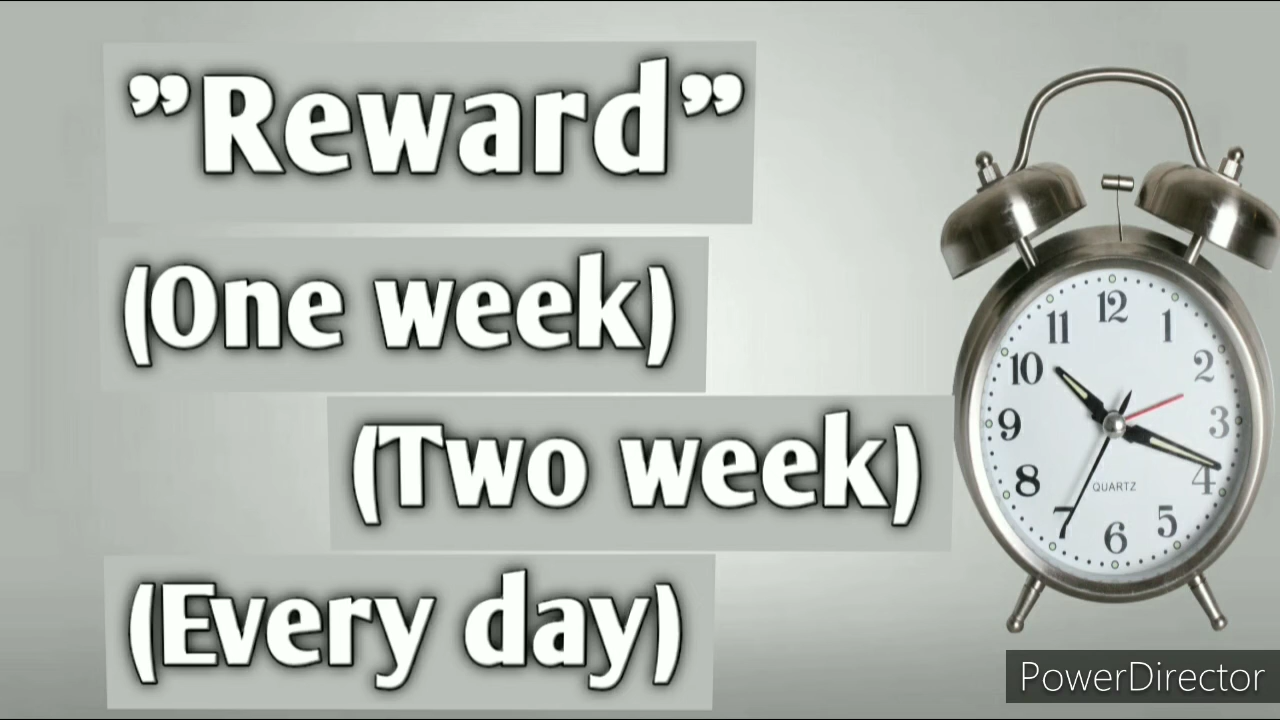 ”Reward”
(One week)
(Two week)
(Every day)
12
11
1
10
2
9
3
8
4
7
5
6
QUARTZ
PowerDirector